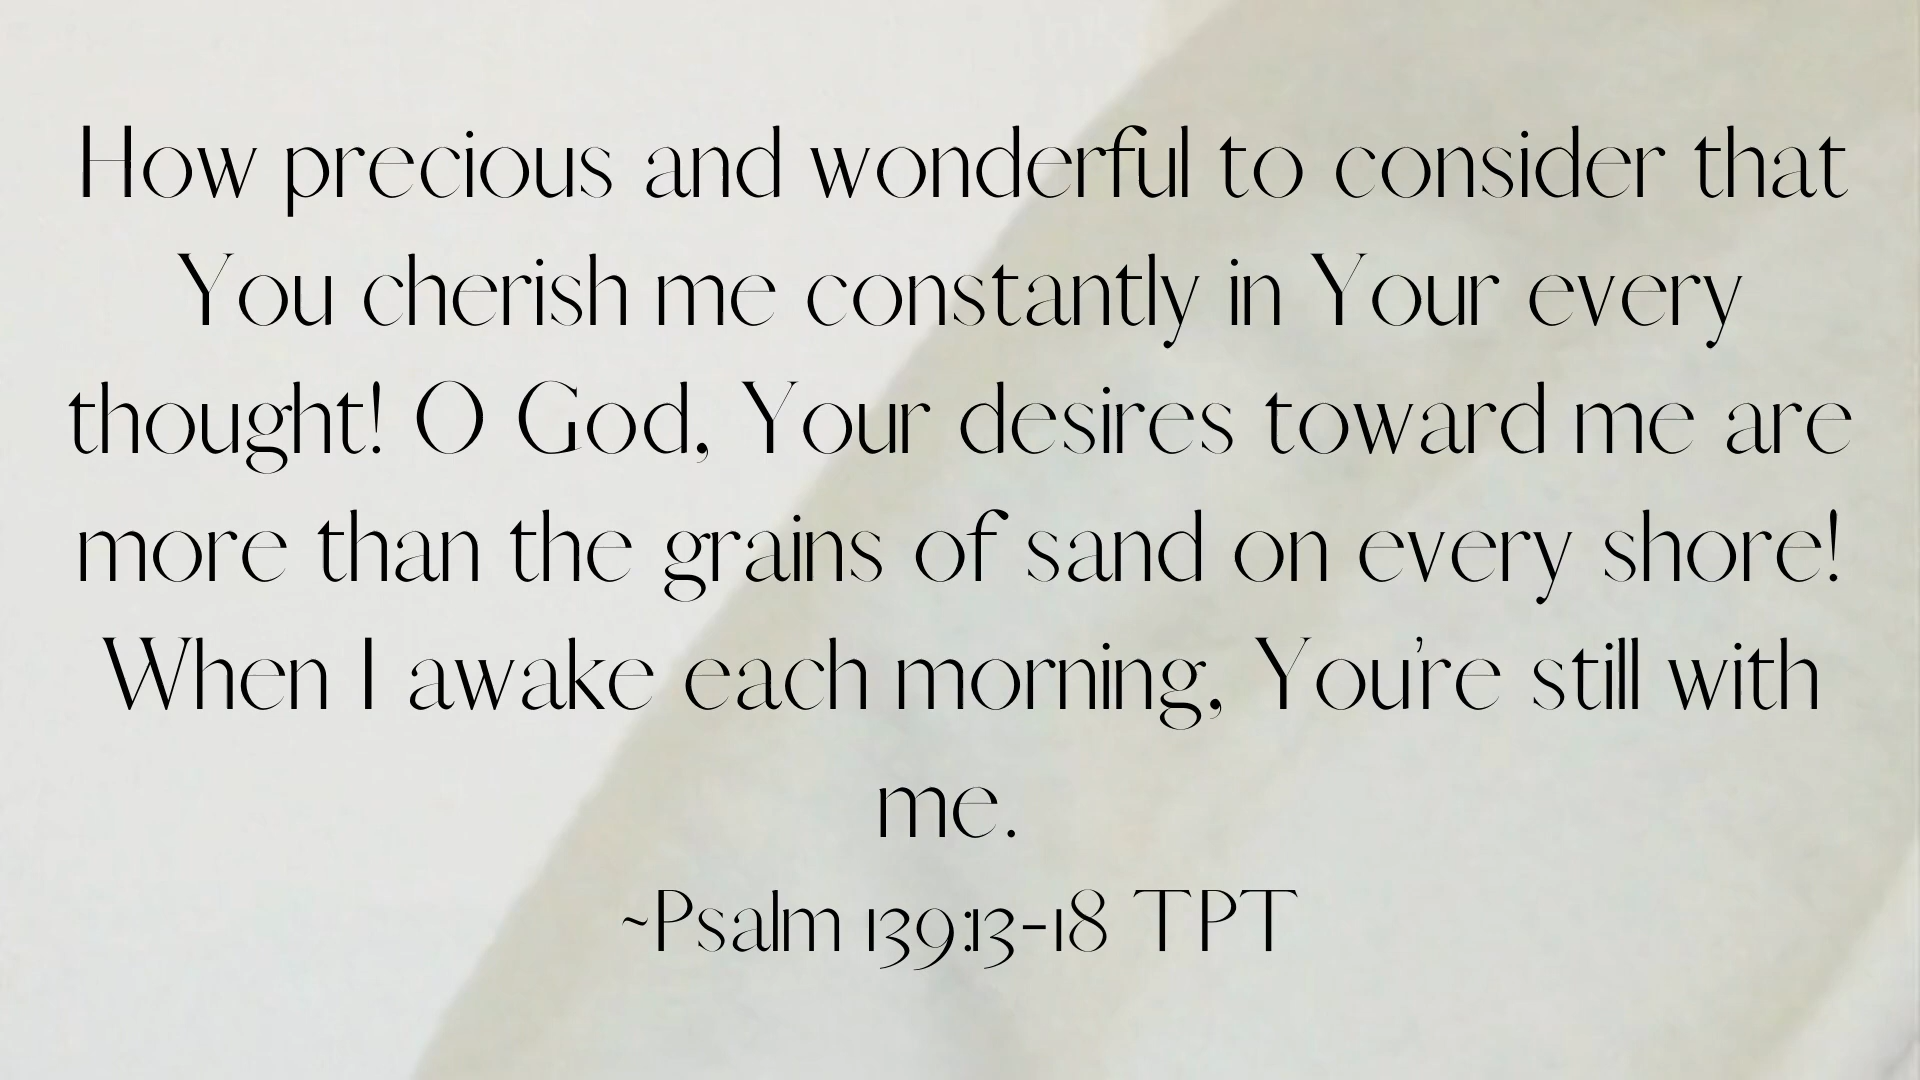 How precious and wonderful to consider that
You cherish me constantly in Your every
thought! O God, Your desires toward me are
more than the grains of sand on every shore!
When I awake each morning, You're still with
me.
~Psalm 139:13-18 TPT